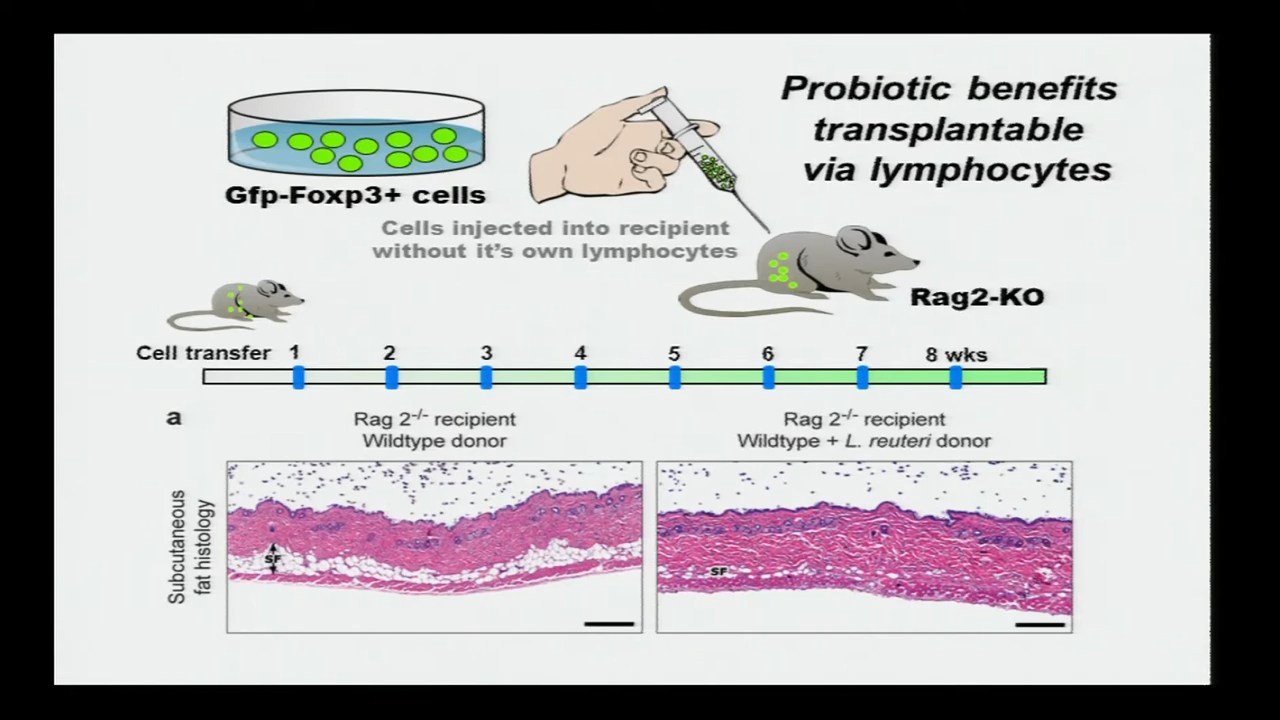 Probiotic benefits
transplantable
via lymphocytes
Gfp-Foxp3+ cells
Cells injected into recipient
without it's own lymphocytes
Rag2-KO
Cell transfer 1 2 3 4 5 6 7 8 wks
a
Rag 2-/- recipient
Wildtype donor
Rag 2-/- recipient
Wildtype + L. reuteri donor
Subcutaneous
fat histology
SF
SF